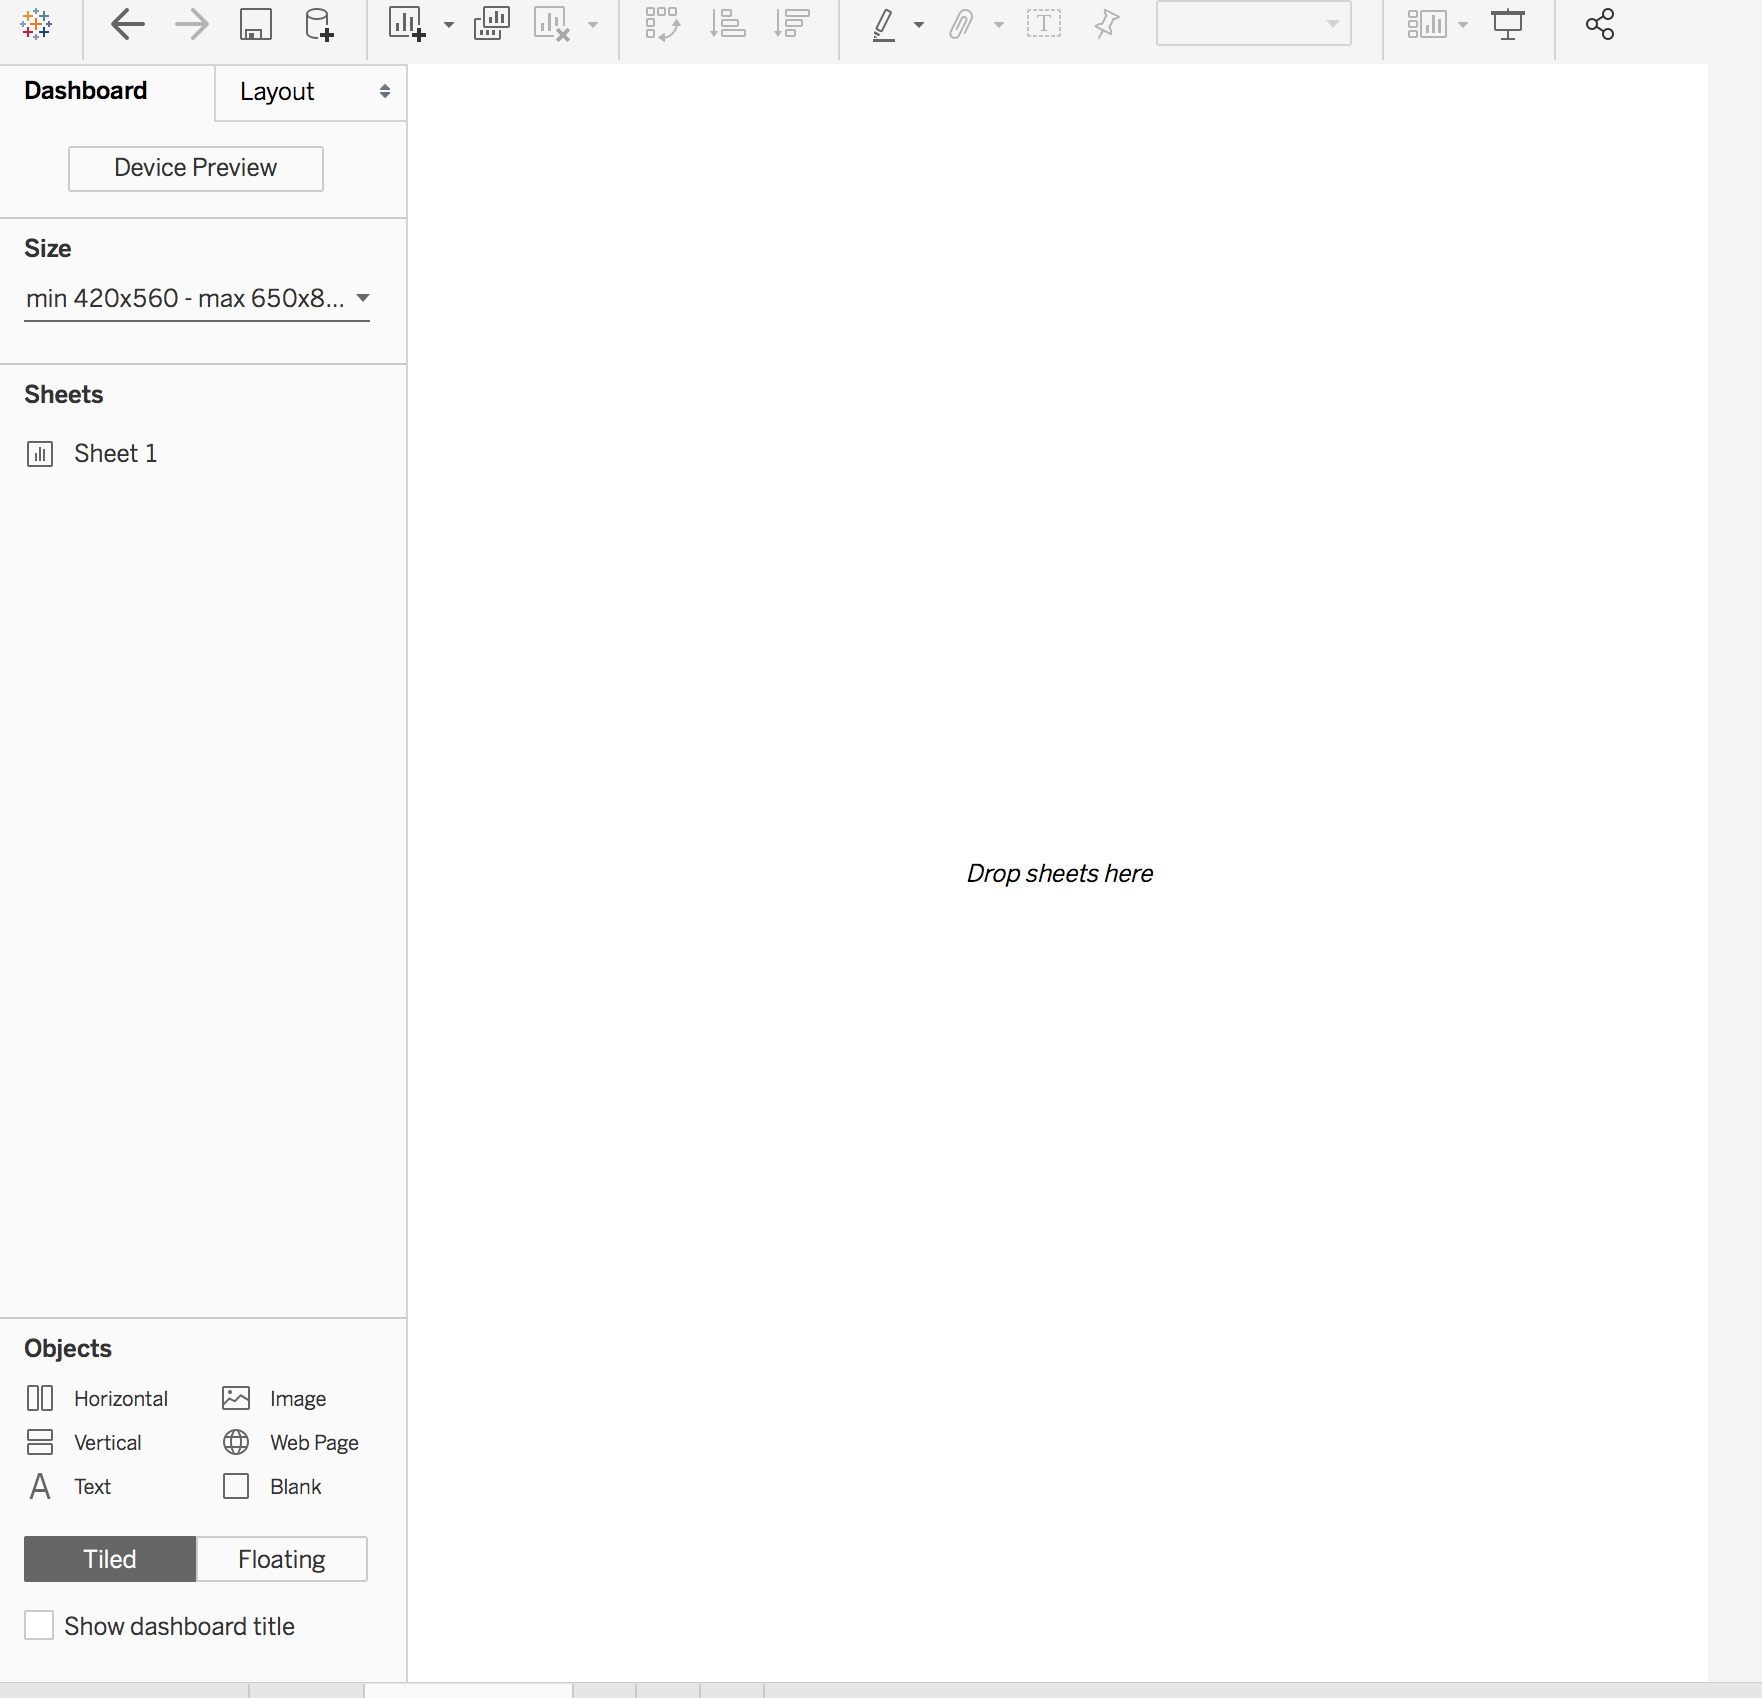 Dashboard
Layout
Device Preview
Size
min 420x560 - max 650x8...
Sheets
Sheet 1
Drop sheets here
Objects
Horizontal
Image
Vertical
Web Page
A Text
Blank
Tiled
Floating
Show dashboard title